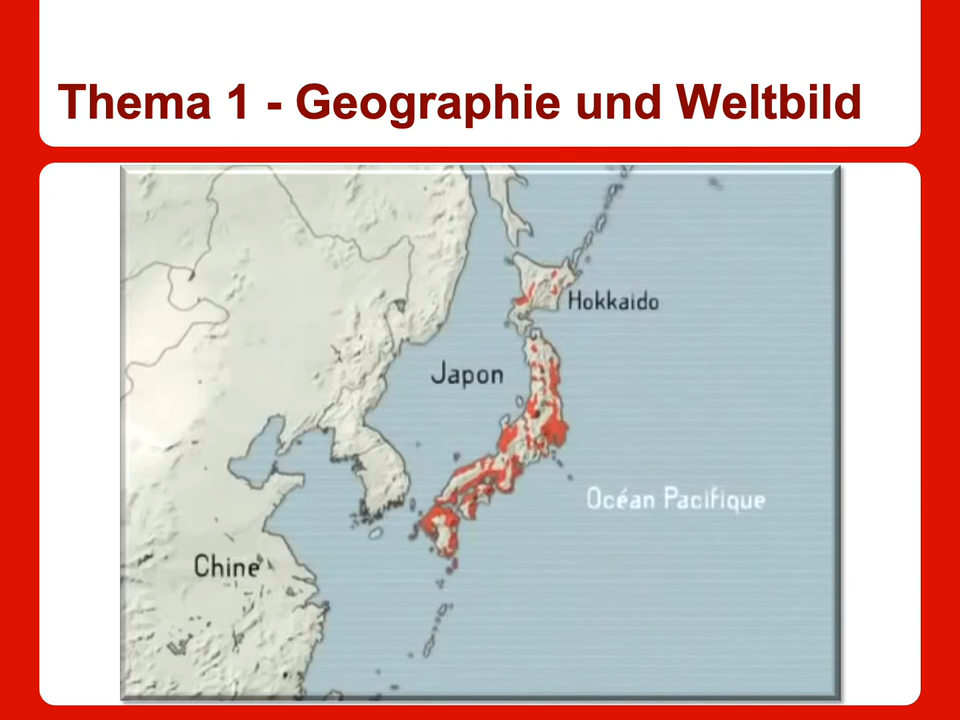 Thema 1 - Geographie und Weltbild
Hokkaido
Japon
Océan Pacifique
Chine